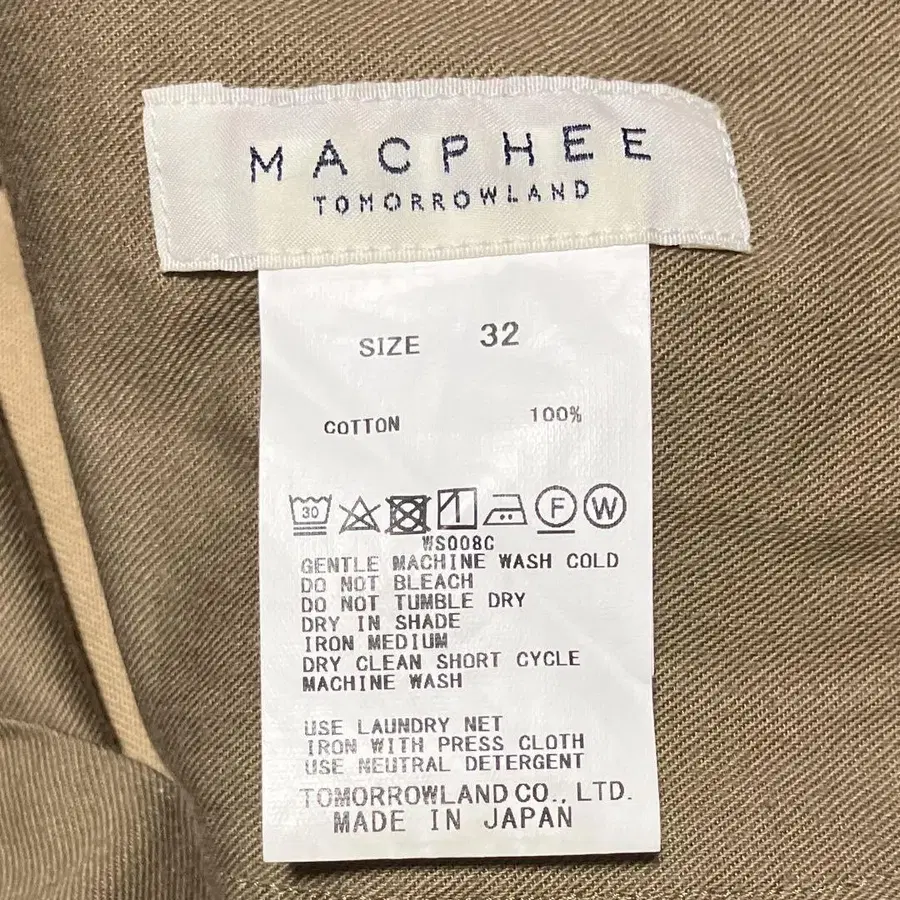 MACPHEE
TOMORROWLAND
SIZE 32
COTTON 100%
30 F W
WS008C
GENTLE MACHINE WASH COLD
DO NOT BLEACH
DO NOT TUMBLE DRY
DRY IN SHADE
IRON MEDIUM
DRY CLEAN SHORT CYCLE
MACHINE WASH
USE LAUNDRY NET
IRON WITH PRESS CLOTH
USE NEUTRAL DETERGENT
TOMORROWLAND CO., LTD.
MADE IN JAPAN